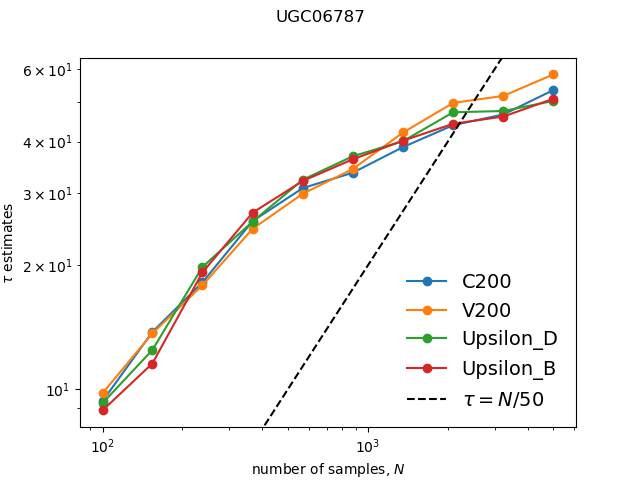 UGC06787
6 × 10¹
4 × 10¹
3 × 10¹
2 × 10¹
10¹
τ estimates
C200
V200
Upsilon_D
Upsilon_B
τ = N/50
10² 10³
number of samples, N